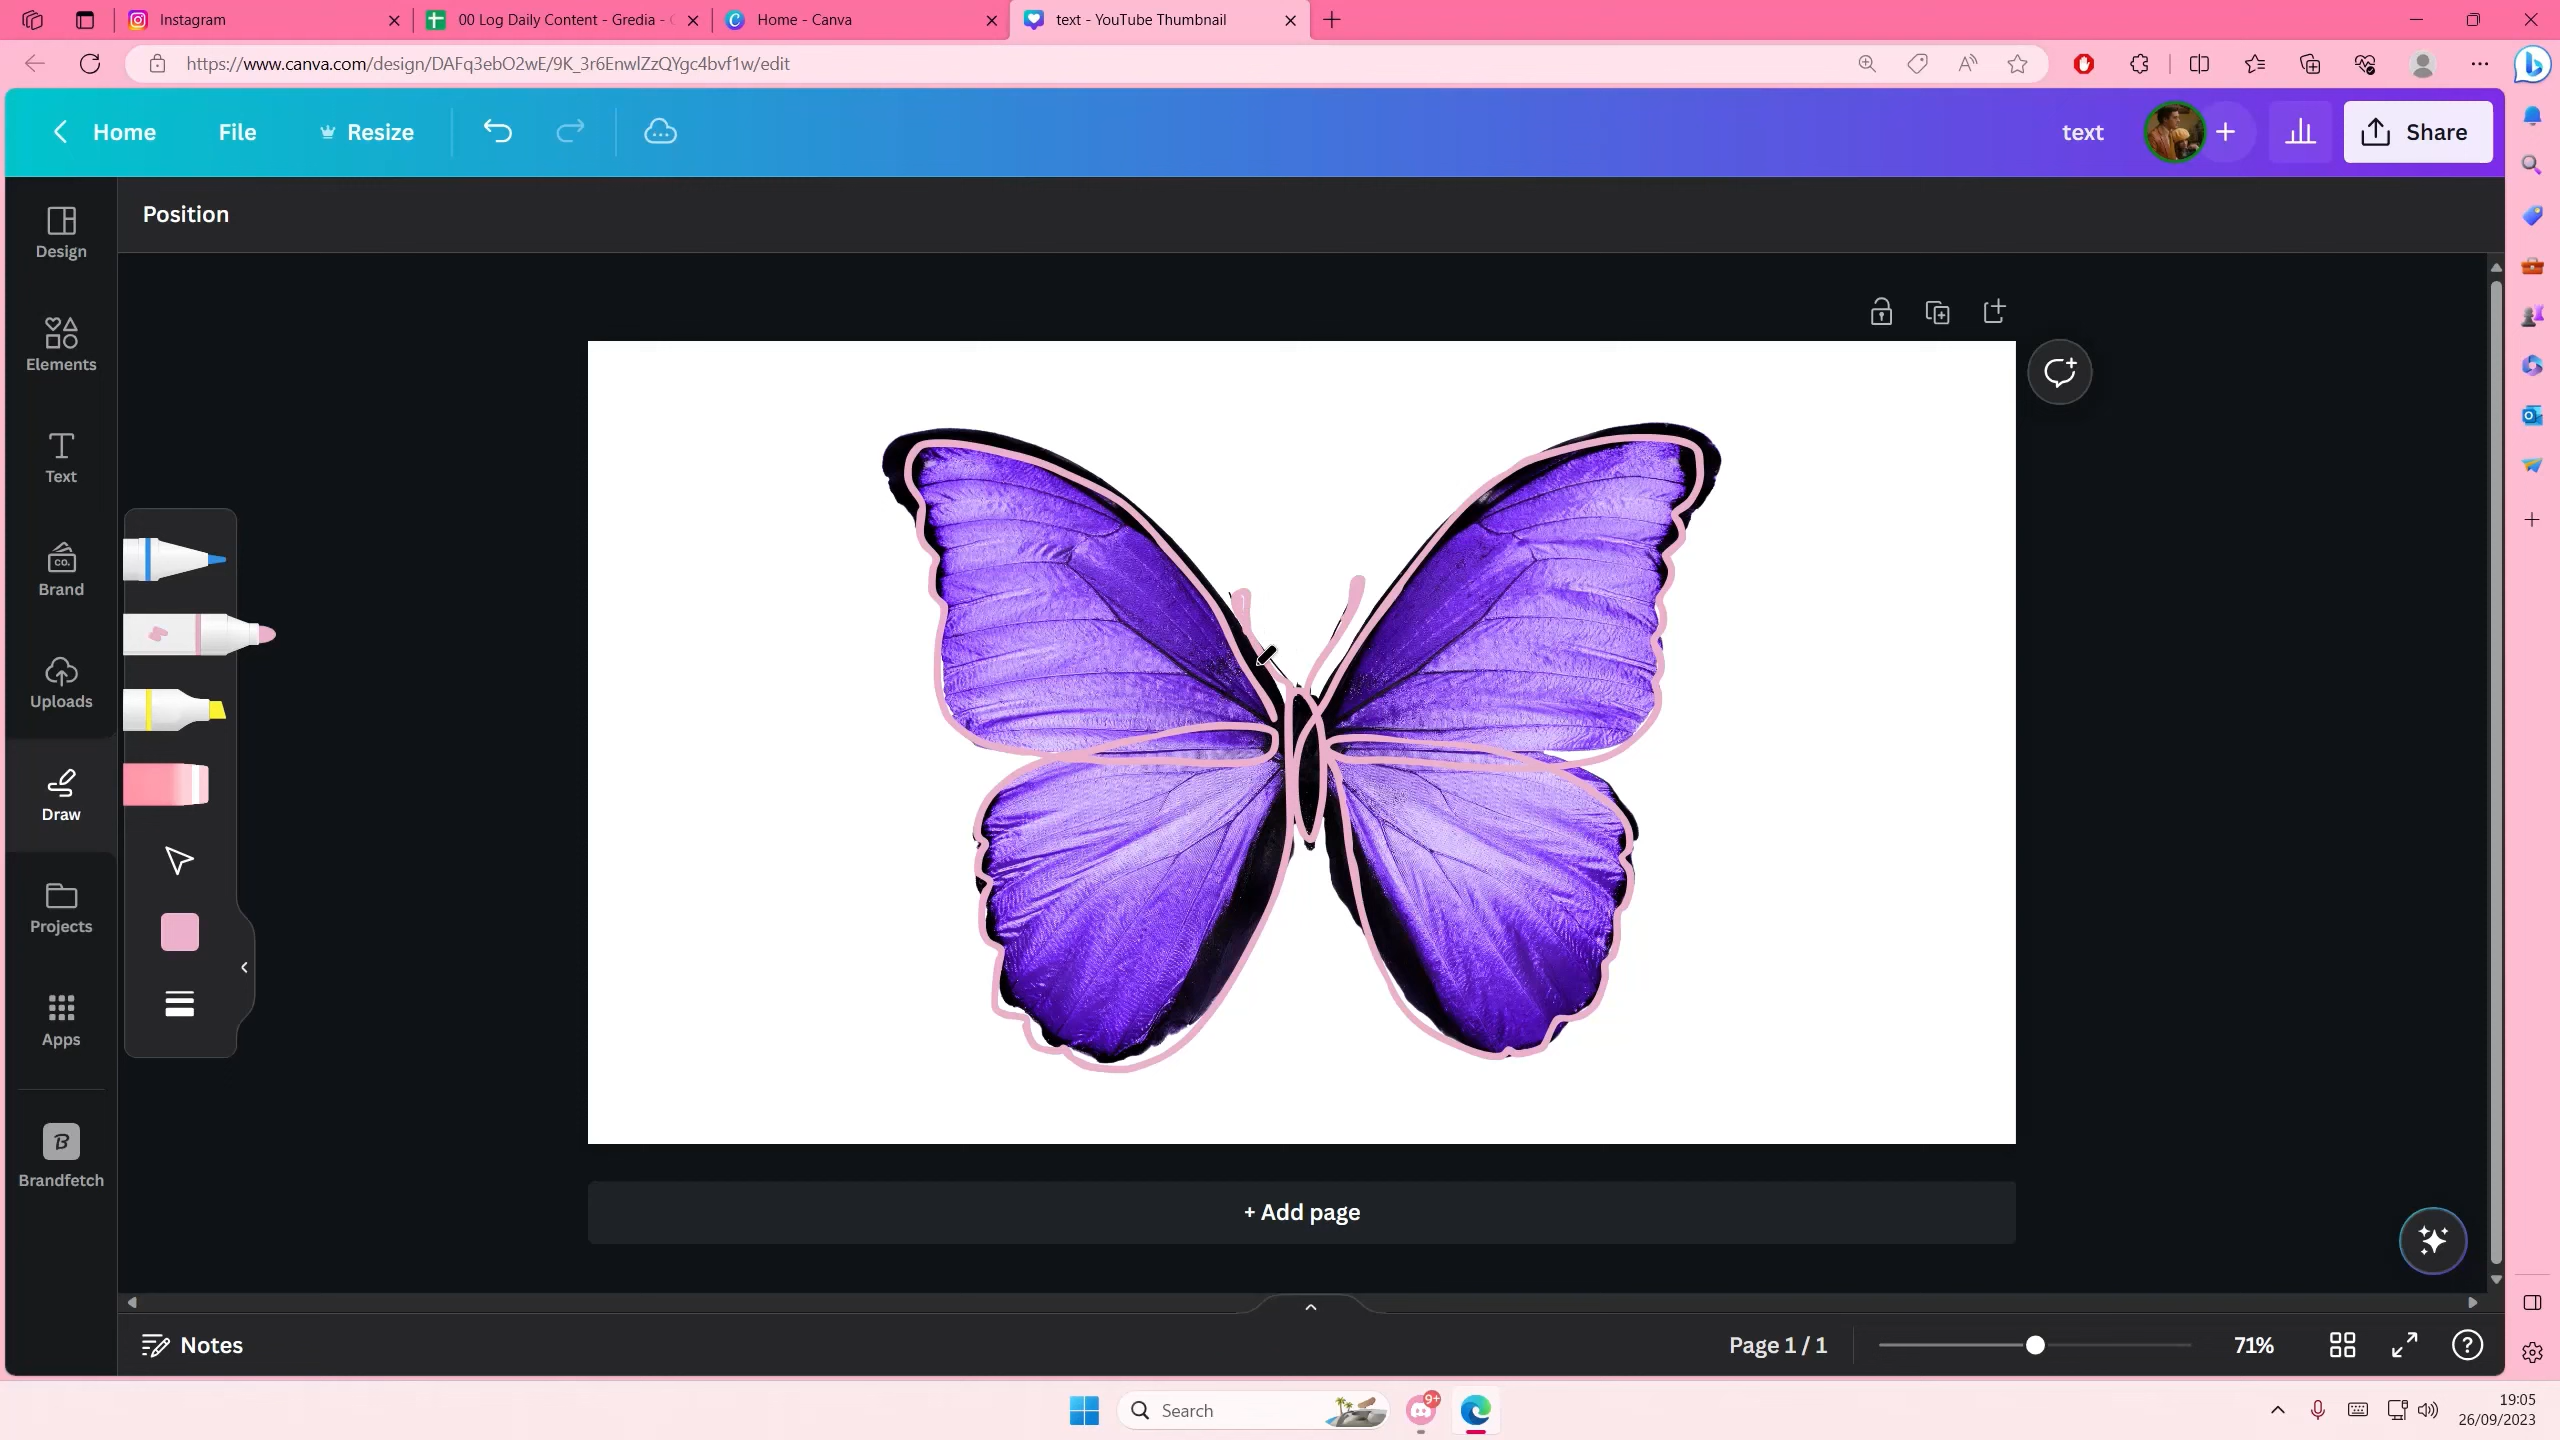 Instagram
00 Log Daily Content - Gredia -
Home - Canva
text - YouTube Thumbnail
https://www.canva.com/design/DAFq3ebO2wE/9K_3r6EnwlZzQYgc4bvf1w/edit
Home
File
Resize
text
Share
Position
Design
Elements
Text
CO.
Brand
Uploads
Draw
Projects
Apps
B
Brandfetch
+ Add page
Notes
Page 1 / 1
71%
Search
9+
19:05
26/09/2023